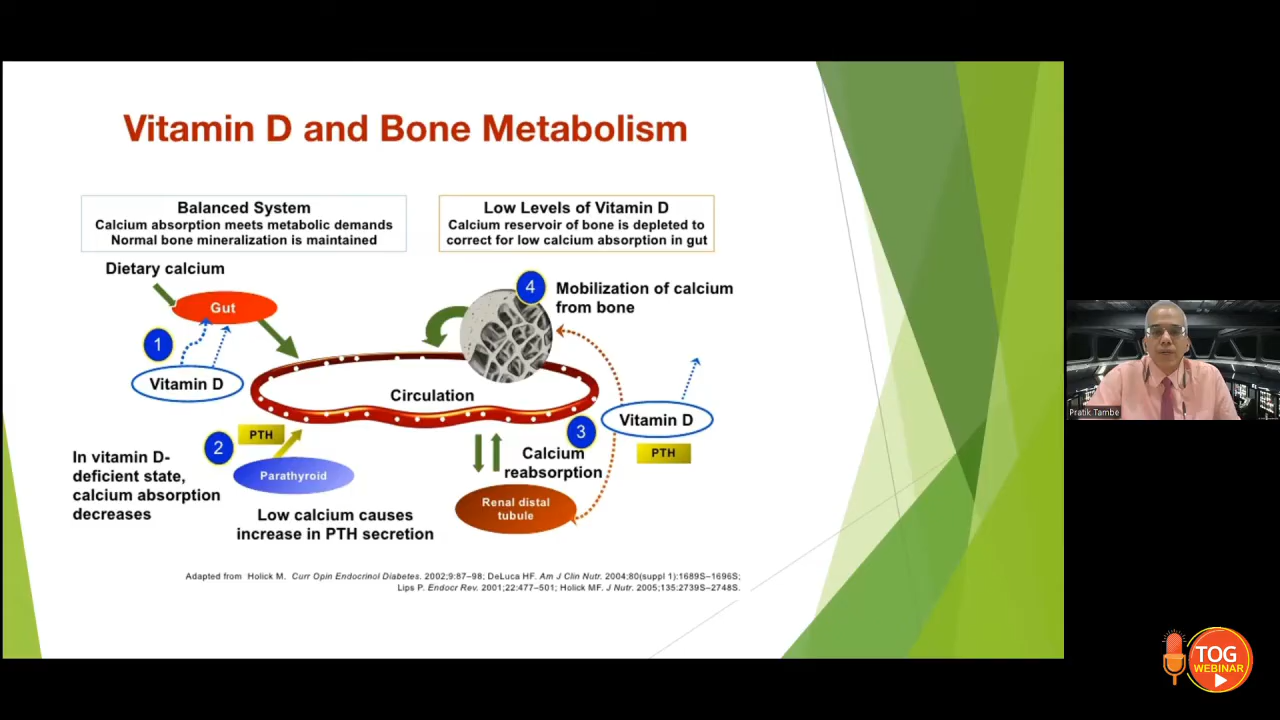 Vitamin D and Bone Metabolism
Balanced System
Calcium absorption meets metabolic demands
Normal bone mineralization is maintained
Low Levels of Vitamin D
Calcium reservoir of bone is depleted to
correct for low calcium absorption in gut
Dietary calcium
Gut
1
Vitamin D
4
Mobilization of calcium
from bone
Circulation
2
PTH
Parathyroid
In vitamin D-
deficient state,
calcium absorption
decreases
Low calcium causes
increase in PTH secretion
3
Calcium
reabsorption
Renal distal
tubule
Vitamin D
PTH
Adapted from Holick M. Curr Opin Endocrinol Diabetes. 2002;9:87–98; DeLuca HF. Am J Clin Nutr. 2004;80(suppl 1):1689S–1696S;
Lips P. Endocr Rev. 2001;22:477–501; Holick MF. J Nutr. 2005;135:2739S–2748S.
Pratik Tambe
TOG
WEBINAR